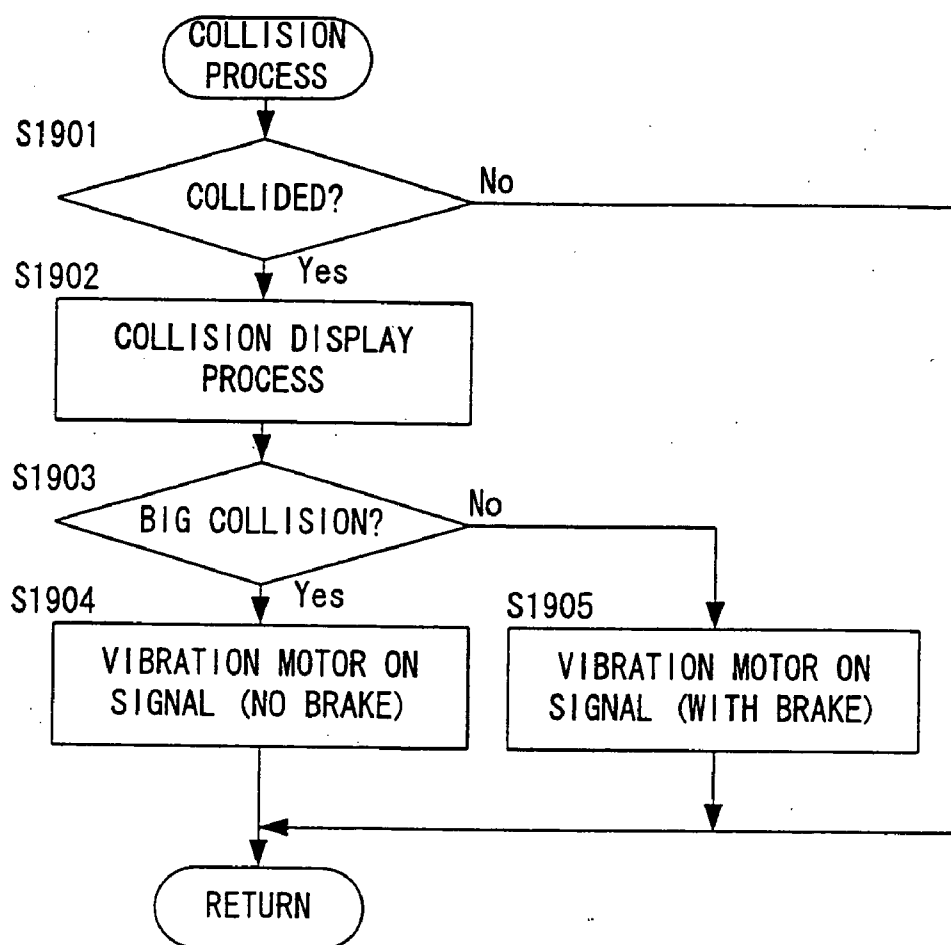 COLLISION
PROCESS
S1901
COLLIDED?
No
Yes
S1902
COLLISION DISPLAY
PROCESS
S1903
BIG COLLISION?
No
Yes
S1904
VIBRATION MOTOR ON
SIGNAL (NO BRAKE)
S1905
VIBRATION MOTOR ON
SIGNAL (WITH BRAKE)
RETURN